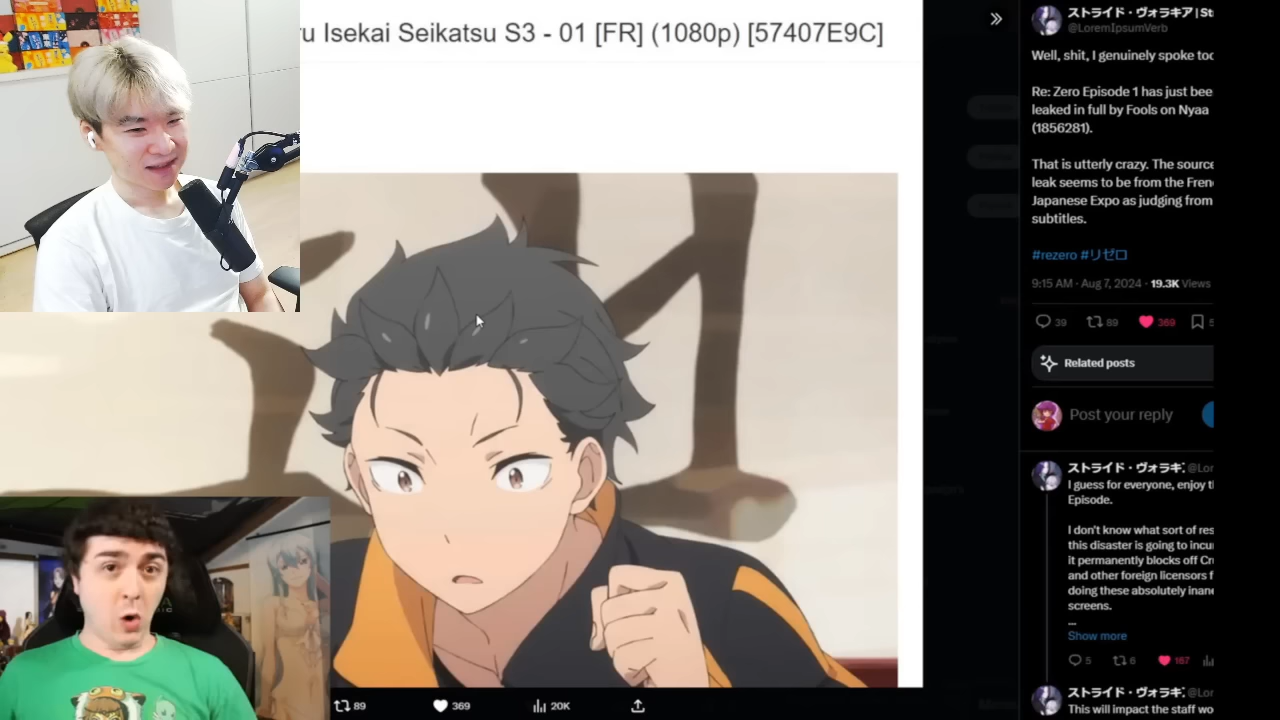 u Isekai Seikatsu S3 - 01 [FR] (1080p) [57407E9C]
89
369
20K
ストライド・ヴォラキア | St
@LoremIpsumVerb
Well, shit, I genuinely spoke too
Re: Zero Episode 1 has just bee
leaked in full by Fools on Nyaa
(1856281).
That is utterly crazy. The source
leak seems to be from the Fren
Japanese Expo as judging from
subtitles.
#rezero #リゼロ
9:15 AM · Aug 7, 2024 · 19.3K Views
39
89
369
5
Related posts
Post your reply
ストライド・ヴォラキ @Lor
I guess for everyone, enjoy t
Episode.
I don't know what sort of res
this disaster is going to incu
it permanently blocks off Cr
and other foreign licensors f
doing these absolutely inane
screens.
...
Show more
5
6
167
ストライド・ヴォラキ @Lor
This will impact the staff wo